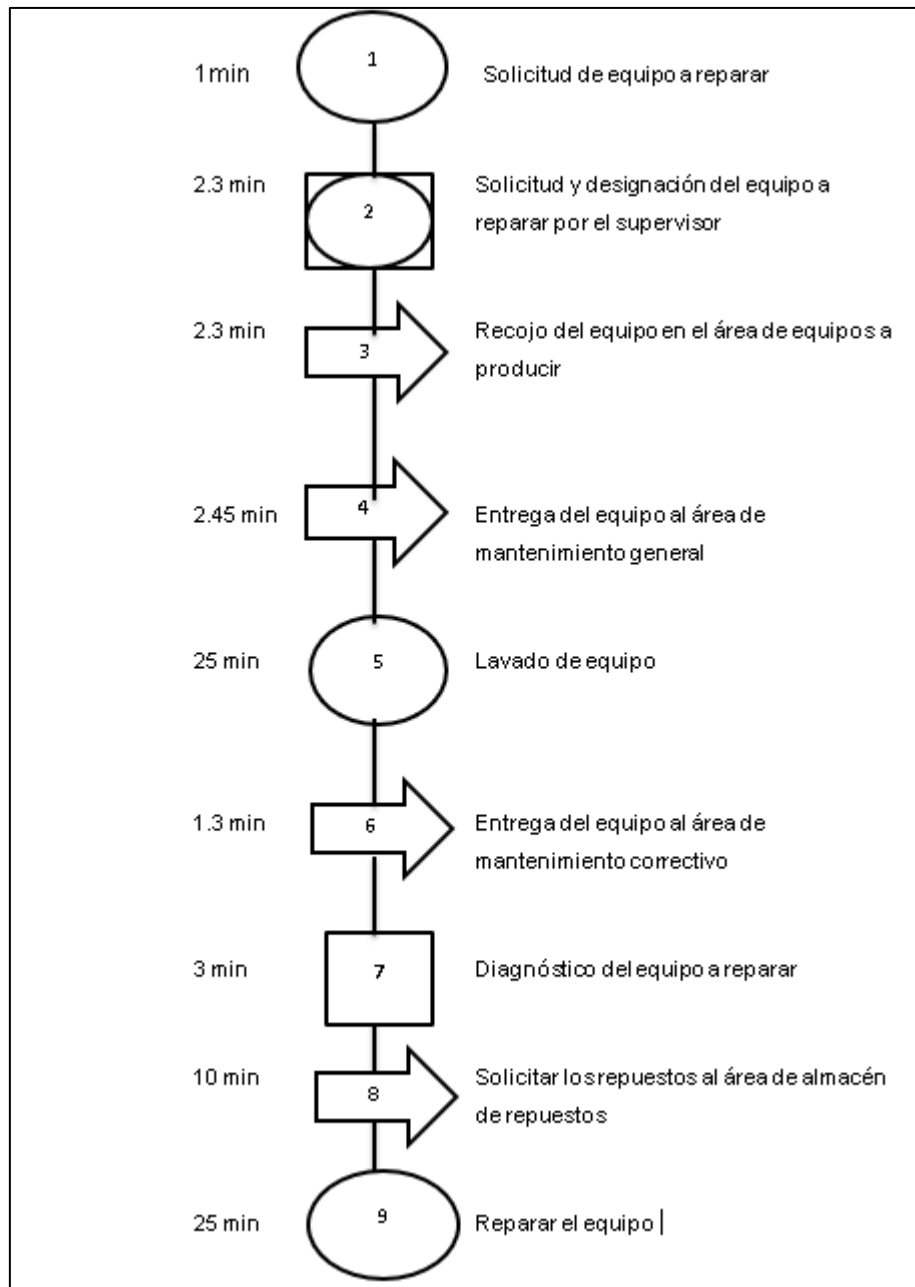 1
1 min
Solicitud de equipo a reparar
2.3 min
2
Solicitud y designación del equipo a
reparar por el supervisor
2.3 min
3
Recojo del equipo en el área de equipos a
producir
2.45 min
4
Entrega del equipo al área de
mantenimiento general
25 min
5
Lavado de equipo
1.3 min
6
Entrega del equipo al área de
mantenimiento correctivo
3 min
7
Diagnóstico del equipo a reparar
10 min
8
Solicitar los repuestos al área de almacén
de repuestos
25 min
9
Reparar el equipo